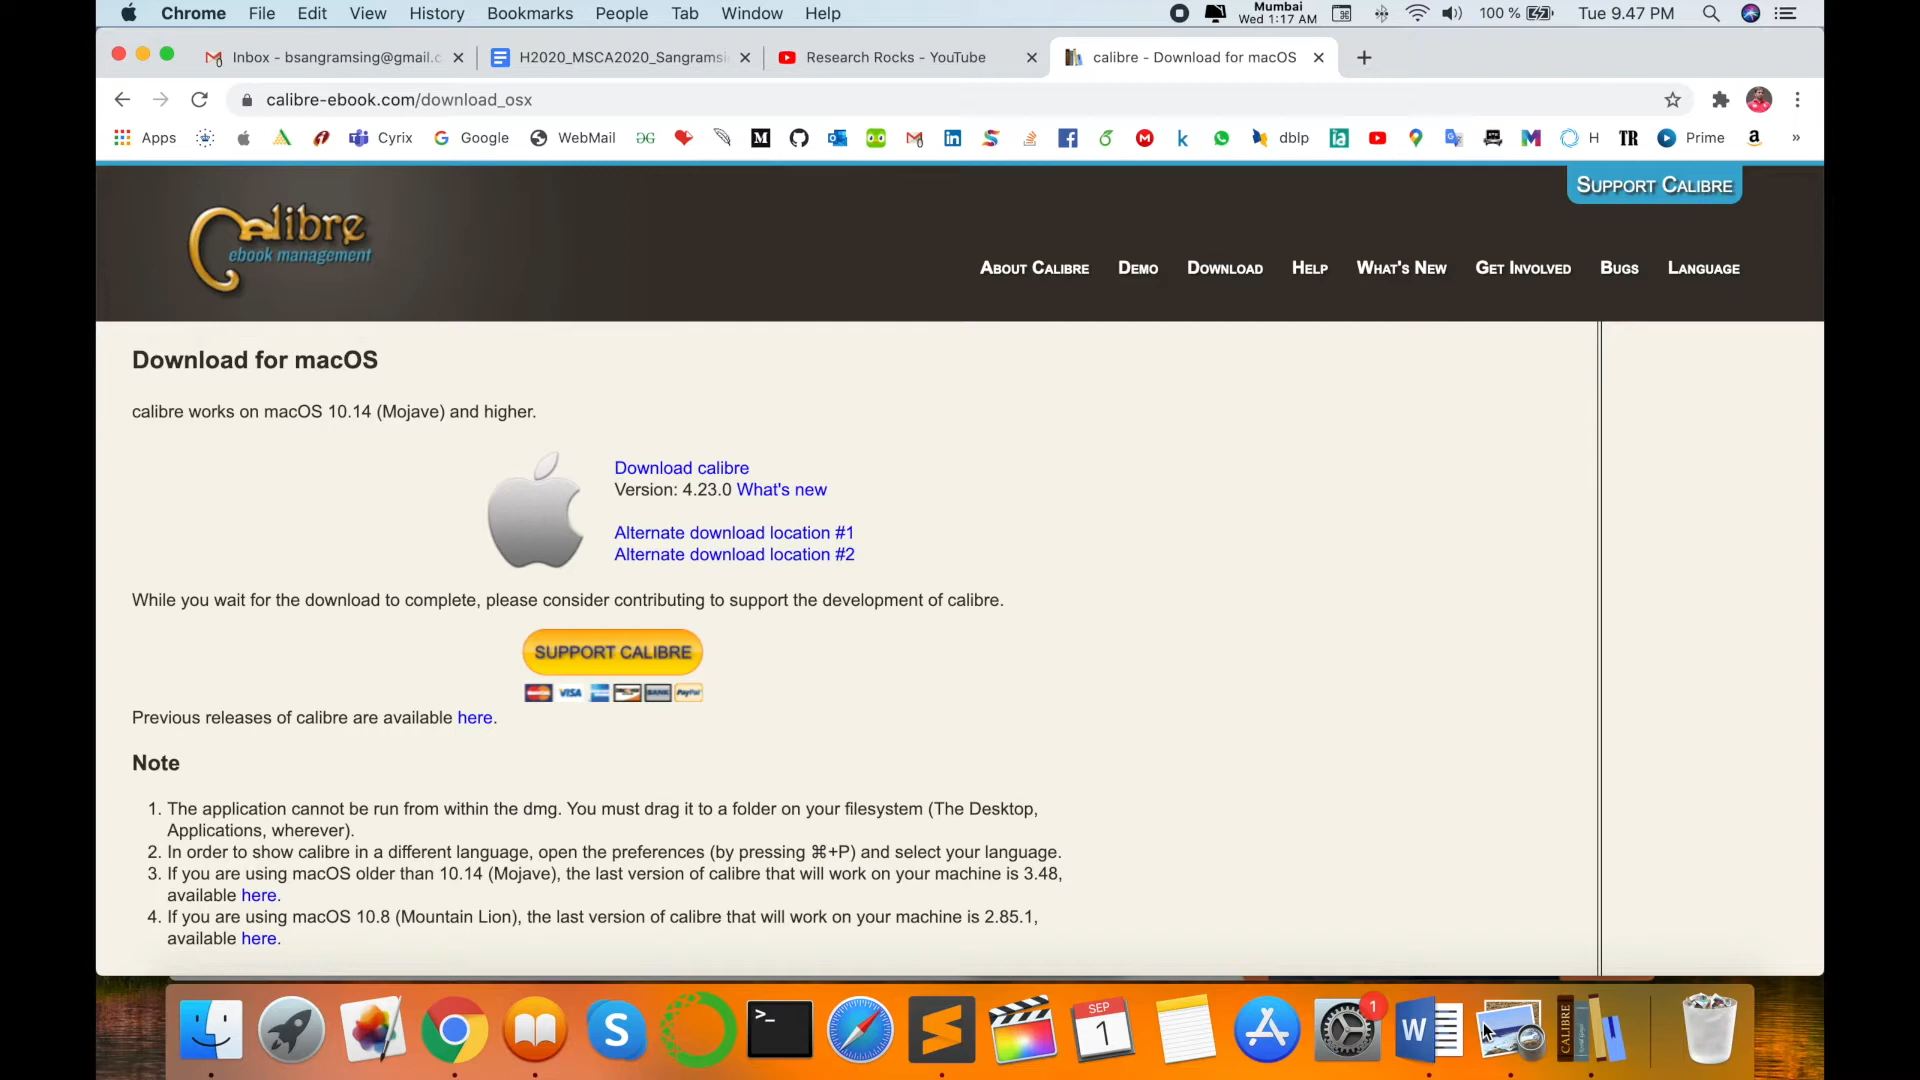 Chrome File Edit View History Bookmarks People Tab Window Help
Mumbai
Wed 1:17 AM
100 % Tue 9.47 PM
Inbox - bsangramsing@gmail.c
H2020_MSCA2020_Sangramsi
Research Rocks - YouTube
calibre - Download for macOS
calibre-ebook.com/download_osx
Apps Cyrix Google WebMail dblp H TR Prime
SUPPORT CALIBRE
Calibre
ebook management
ABOUT CALIBRE DEMO DOWNLOAD HELP WHAT'S NEW GET INVOLVED BUGS LANGUAGE
Download for macOS
calibre works on macOS 10.14 (Mojave) and higher.
Download calibre
Version: 4.23.0 What's new
Alternate download location #1
Alternate download location #2
While you wait for the download to complete, please consider contributing to support the development of calibre.
SUPPORT CALIBRE
VISA BANK PayPal
Previous releases of calibre are available here.
Note
1. The application cannot be run from within the dmg. You must drag it to a folder on your filesystem (The Desktop,
Applications, wherever).
2. In order to show calibre in a different language, open the preferences (by pressing ⌘+P) and select your language.
3. If you are using macOS older than 10.14 (Mojave), the last version of calibre that will work on your machine is 3.48,
available here.
4. If you are using macOS 10.8 (Mountain Lion), the last version of calibre that will work on your machine is 2.85.1,
available here.
SEP
1
1
W
CALIBRE